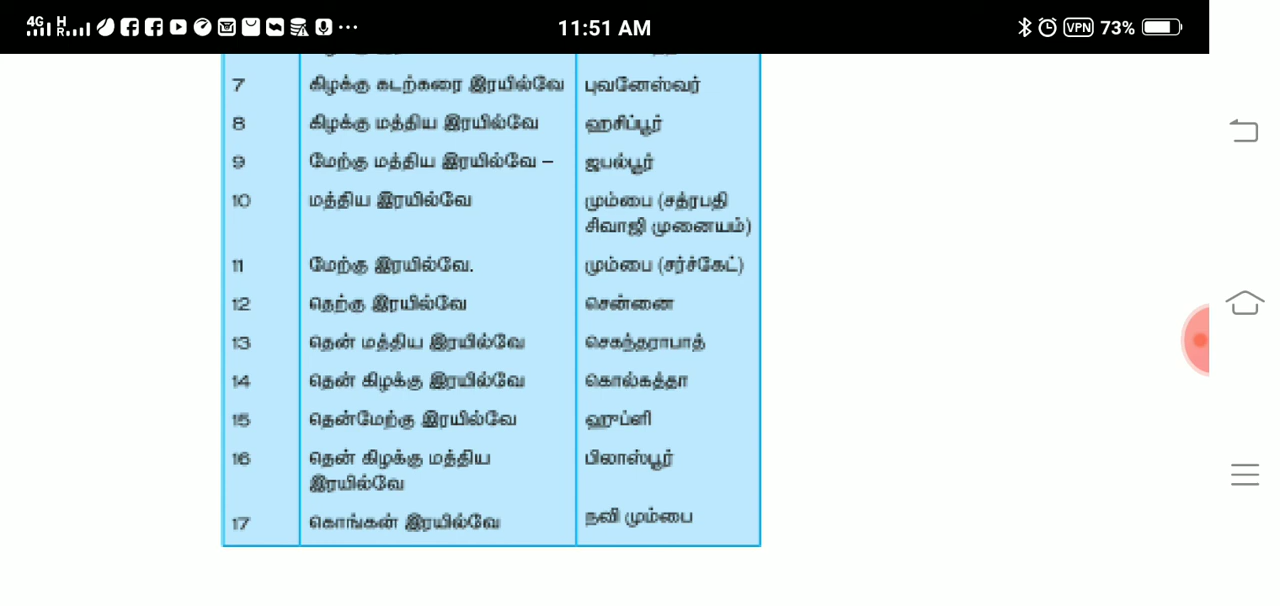 4G H R 11:51 AM VPN 73%
7 கிழக்கு கடற்கரை இரயில்வே புவனேஸ்வர்
8 கிழக்கு மத்திய இரயில்வே ஹசிப்பூர்
9 மேற்கு மத்திய இரயில்வே – ஜபல்பூர்
10 மத்திய இரயில்வே மும்பை (சத்ரபதி
சிவாஜி முனையம்)
11 மேற்கு இரயில்வே. மும்பை (சர்ச்கேட்)
12 தெற்கு இரயில்வே சென்னை
13 தென் மத்திய இரயில்வே செகந்தராபாத்
14 தென் கிழக்கு இரயில்வே கொல்கத்தா
15 தென்மேற்கு இரயில்வே ஹுப்ளி
16 தென் கிழக்கு மத்திய பிலாஸ்பூர்
இரயில்வே
17 கொங்கன் இரயில்வே நவி மும்பை